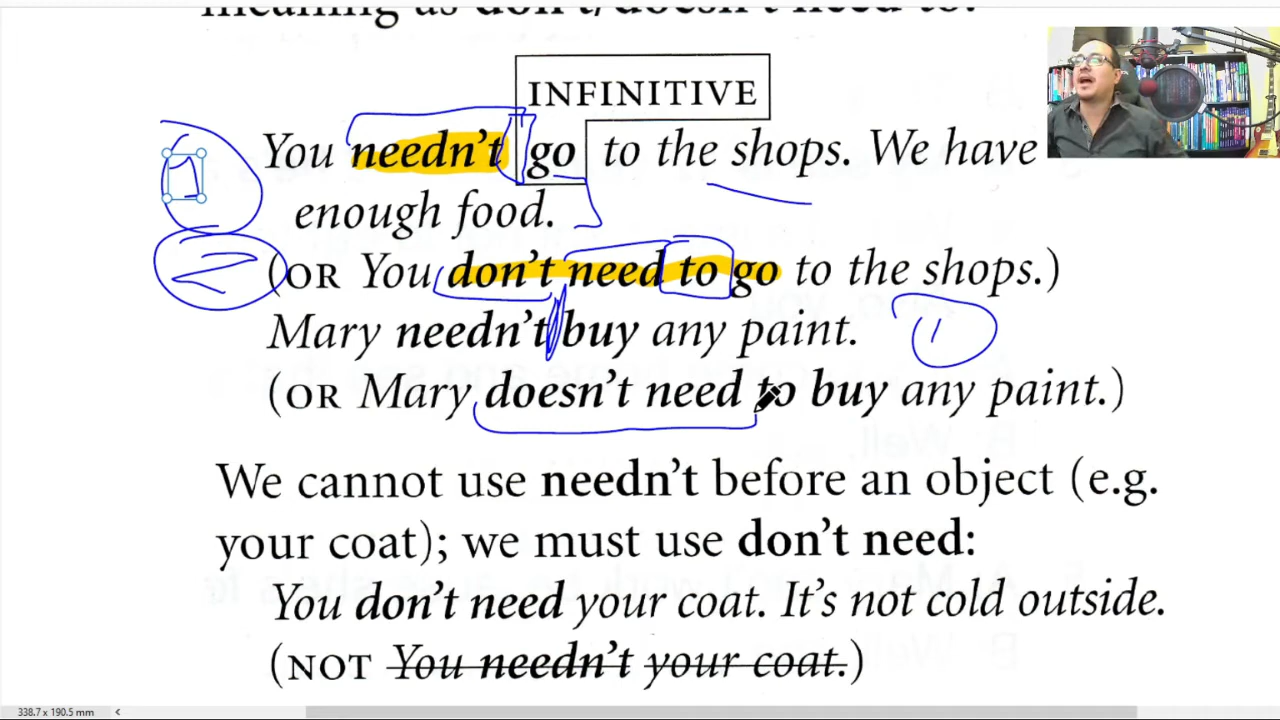 meaning as don't/doesn't need to:
INFINITIVE
1 You needn't go to the shops. We have
enough food.
2 (OR You don't need to go to the shops.)
Mary needn't buy any paint. 1
(OR Mary doesn't need to buy any paint.)
We cannot use needn't before an object (e.g.
your coat); we must use don't need:
You don't need your coat. It's not cold outside.
(NOT You needn't your coat.)
338.7 x 190.5 mm <